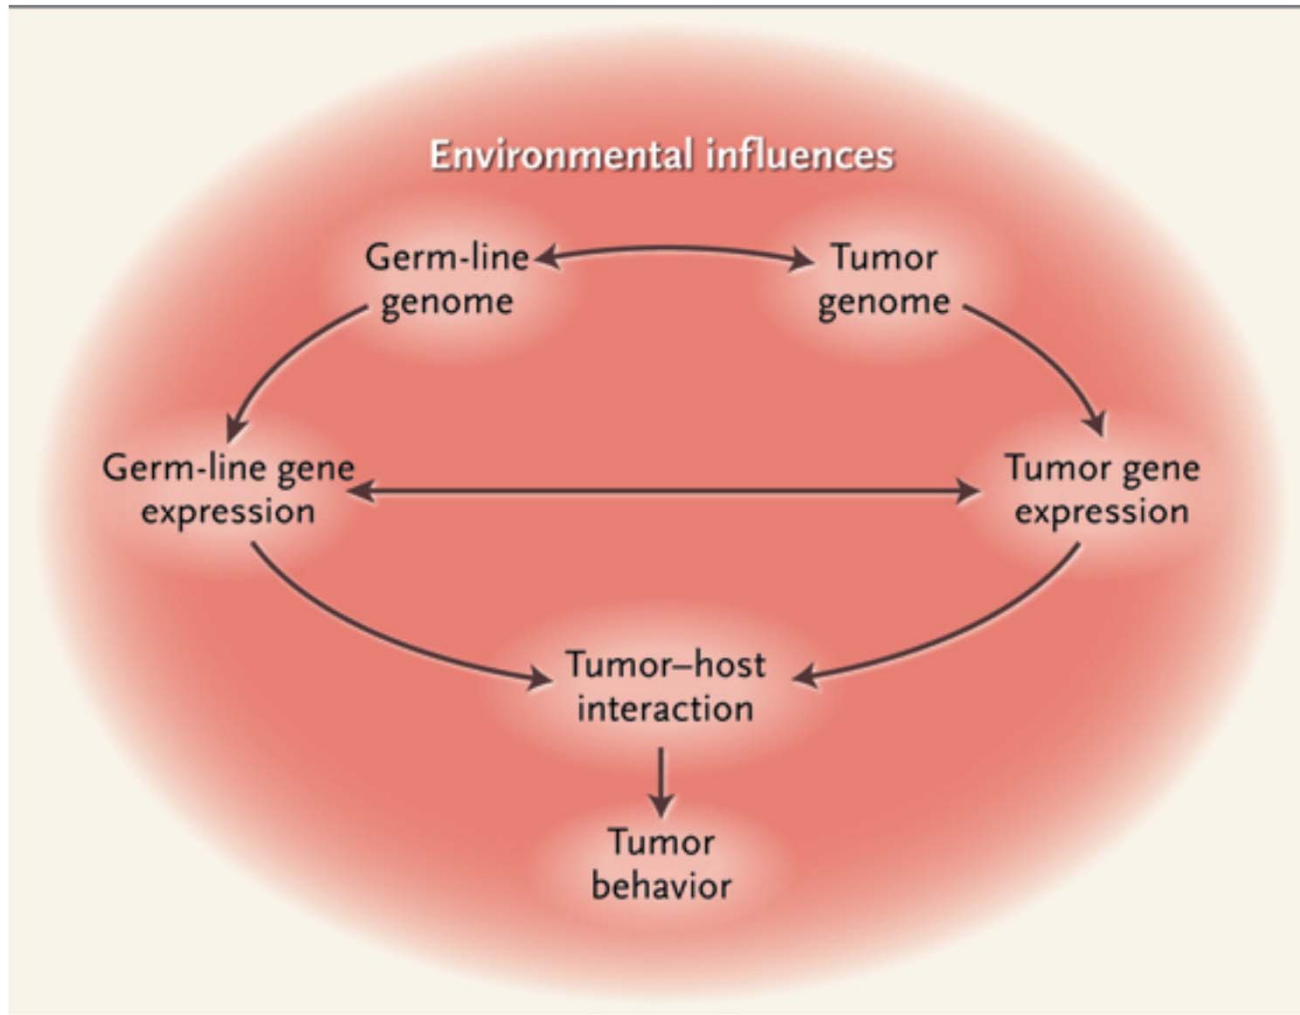 Environmental influences
Germ-line
genome
Tumor
genome
Germ-line gene
expression
Tumor gene
expression
Tumor–host
interaction
Tumor
behavior